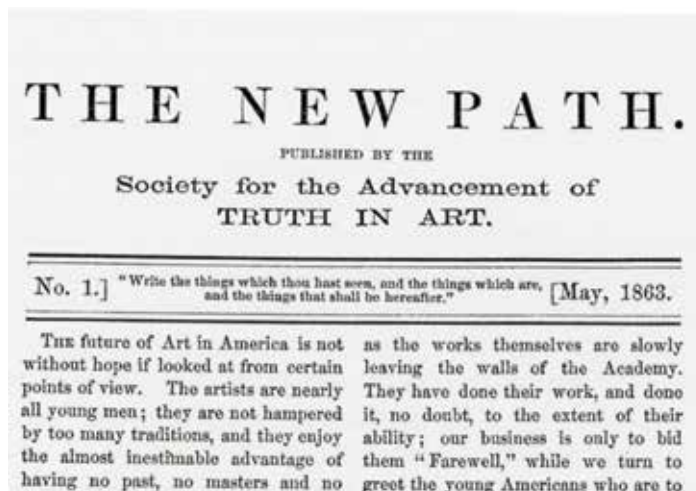 THE NEW PATH.
PUBLISHED BY THE
Society for the Advancement of
TRUTH IN ART.
No. 1.]
"Write the things which thou hast seen, and the things which are,
and the things that shall be hereafter."
[May, 1863.
The future of Art in America is not
without hope if looked at from certain
points of view. The artists are nearly
all young men; they are not hampered
by too many traditions, and they enjoy
the almost inestimable advantage of
having no past, no masters and no
as the works themselves are slowly
leaving the walls of the Academy.
They have done their work, and done
it, no doubt, to the extent of their
ability; our business is only to bid
them "Farewell," while we turn to
greet the young Americans who are to